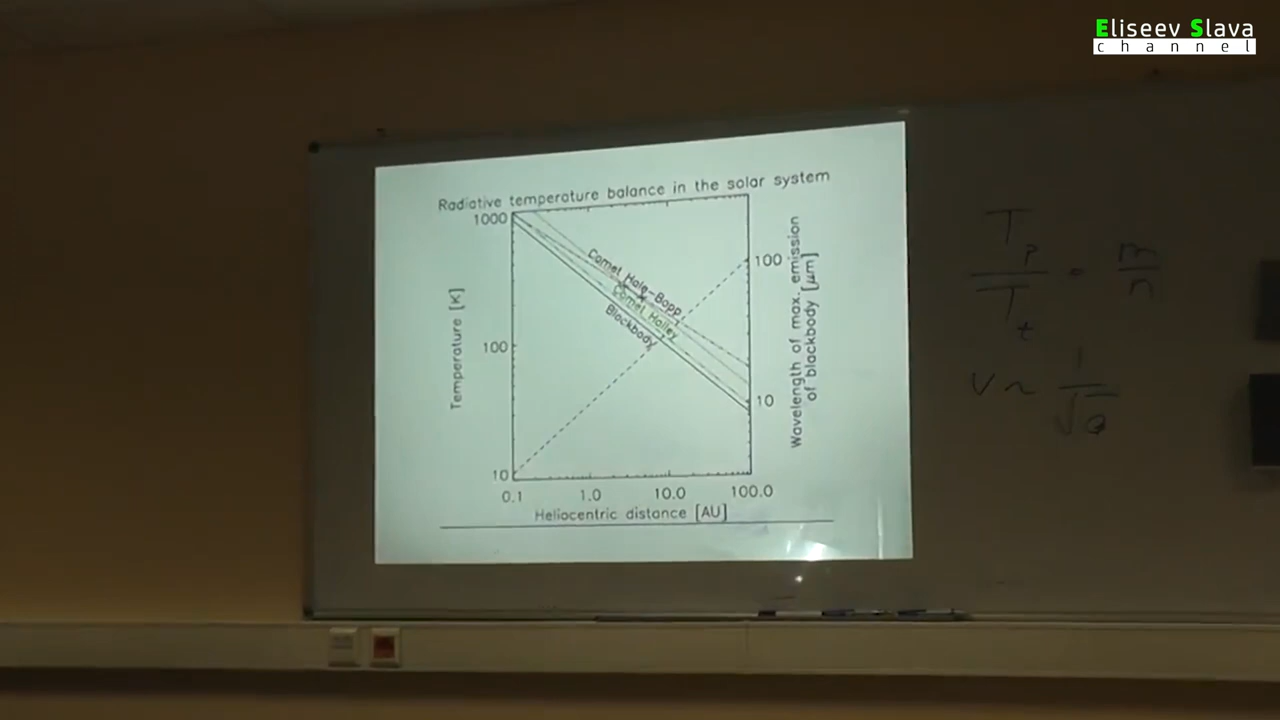 Eliseev Slava
channel
Radiative temperature balance in the solar system
1000
100
10
Temperature [K]
Comet Hale-Bopp
Comet Halley
Blackbody
100
10
Wavelength of max. emission
of blackbody [μm]
0.1 1.0 10.0 100.0
Heliocentric distance [AU]
T
T t
v ~ 1
√a